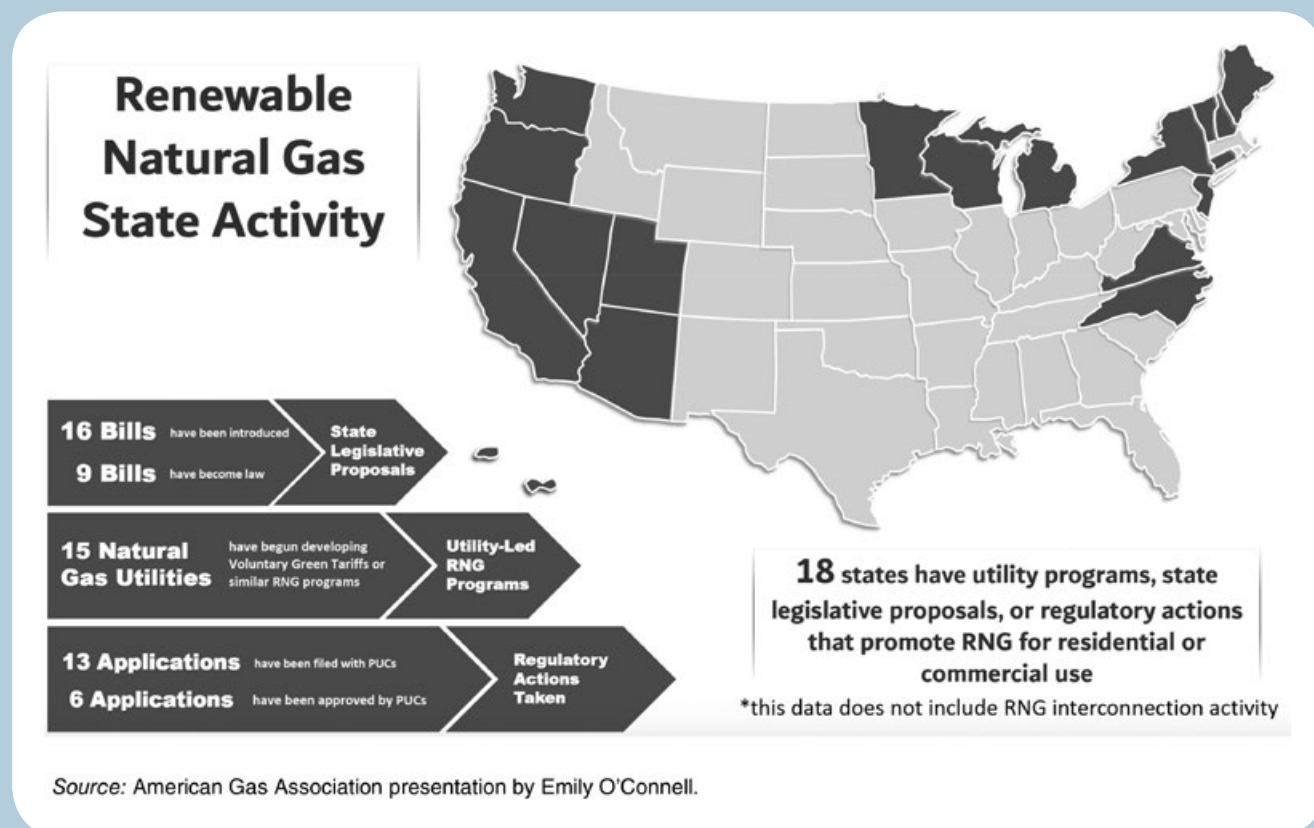 Renewable
Natural Gas
State Activity
16 Bills have been introduced
9 Bills have become law
State
Legislative
Proposals
15 Natural
Gas Utilities
have begun developing
Voluntary Green Tariffs or
similar RNG programs
Utility-Led
RNG
Programs
13 Applications have been filed with PUCs
6 Applications have been approved by PUCs
Regulatory
Actions
Taken
18 states have utility programs, state
legislative proposals, or regulatory actions
that promote RNG for residential or
commercial use
*this data does not include RNG interconnection activity
Source: American Gas Association presentation by Emily O'Connell.